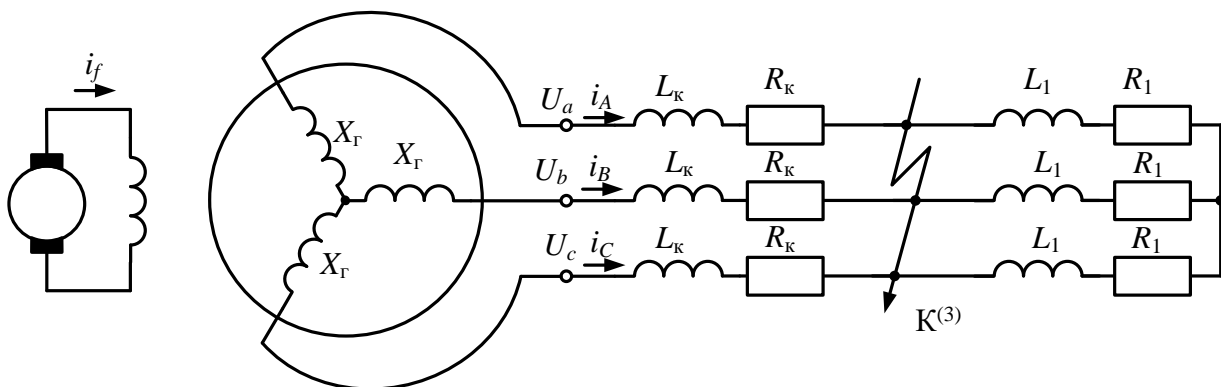 i_f
X_г
X_г
X_г
U_a i_A L_к R_к L_1 R_1
U_b i_B L_к R_к L_1 R_1
U_c i_C L_к R_к L_1 R_1
К^(3)